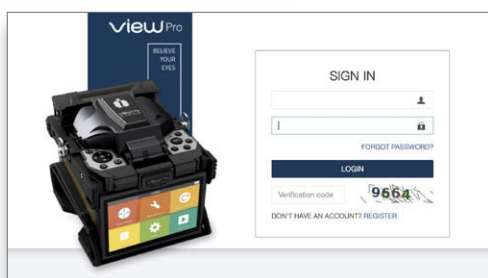 VIEW Pro
BELIEVE
YOUR
EYES
SIGN IN
FORGOT PASSWORD?
LOGIN
Verification code
9664
DON'T HAVE AN ACCOUNT? REGISTER